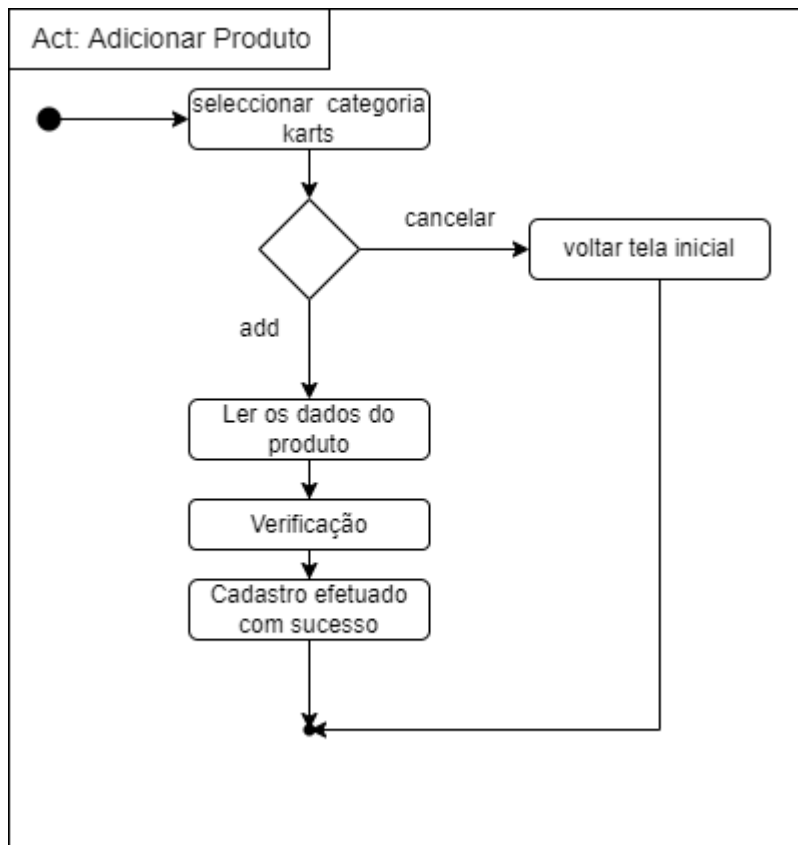 Act: Adicionar Produto
seleccionar categoria
karts
cancelar
voltar tela inicial
add
Ler os dados do
produto
Verificação
Cadastro efetuado
com sucesso